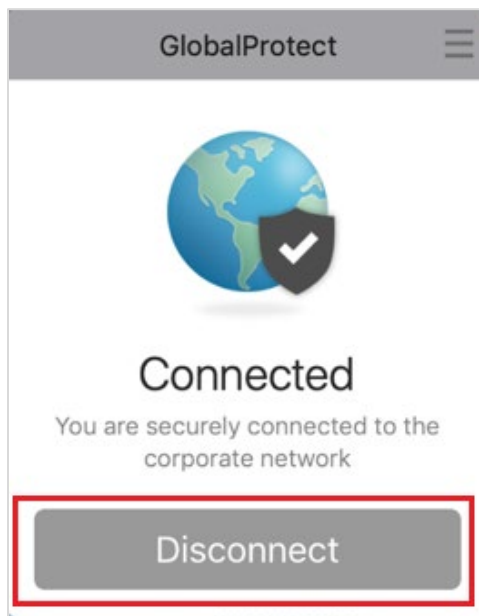 GlobalProtect
Connected
You are securely connected to the
corporate network
Disconnect